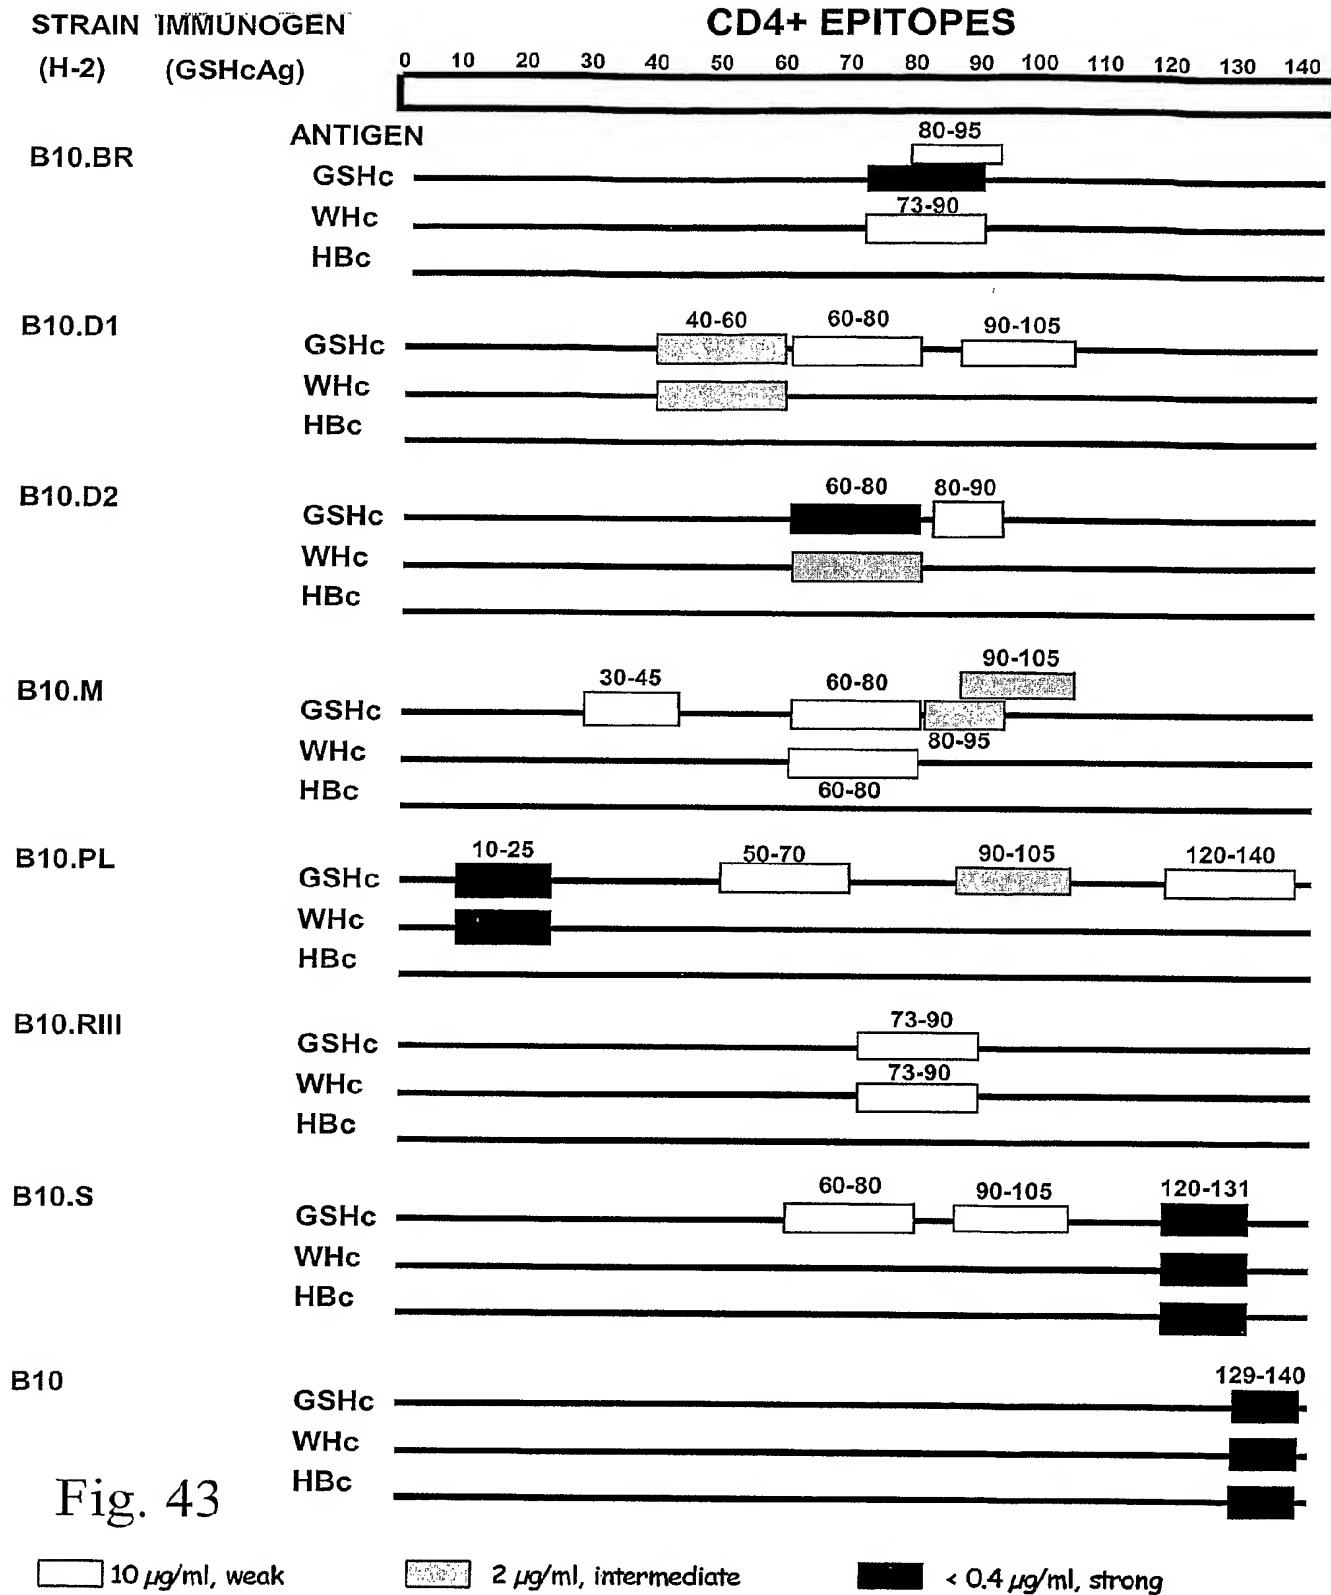 STRAIN IMMUNOGEN CD4+ EPITOPES
(H-2) (GSHcAg)
0 10 20 30 40 60 70 80 90 100 110 120 130 140
B10.BR
ANTIGEN
80-95
GSHc
73-90
WHc
HBc
B10.D1
40-60 60-80 90-105
GSHc
WHc
HBc
B10.D2
60-80 80-90
GSHc
WHc
HBc
B10.M
90-105
30-45 60-80
GSHc
80-95
WHc
60-80
HBc
B10.PL
10-25 50-70 90-105 120-140
GSHc
WHc
HBc
B10.RIII
73-90
GSHc
73-90
WHc
HBc
B10.S
60-80 90-105 120-131
GSHc
WHc
HBc
B10
129-140
GSHc
WHc
HBc
Fig. 43
10 µg/ml, weak 2 µg/ml, intermediate < 0.4 µg/ml, strong